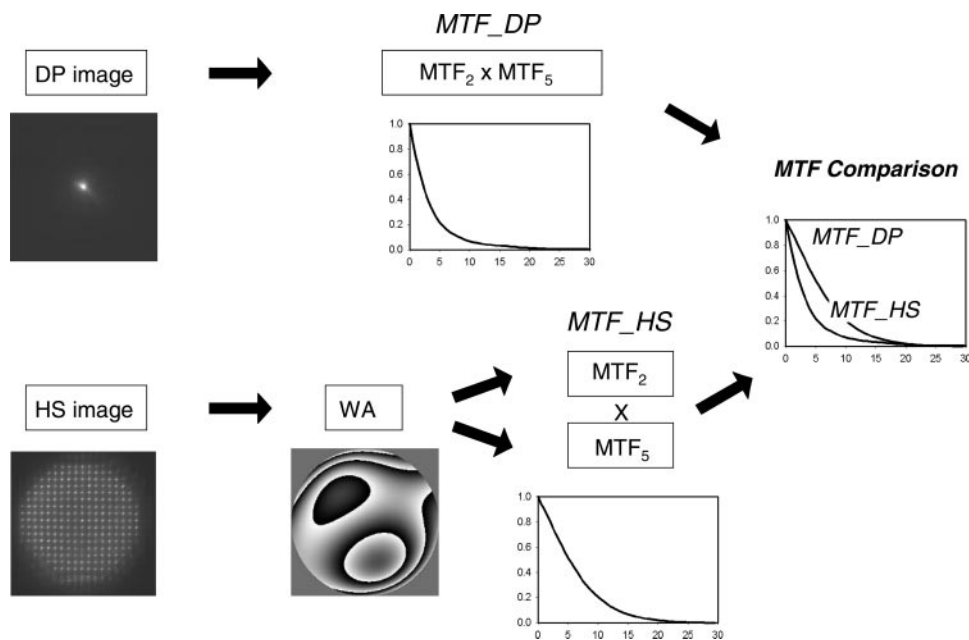 MTF_DP
DP image
MTF₂ x MTF₅
1.0
0.8
0.6
0.4
0.2
0.0
0 5 10 15 20 25 30
MTF Comparison
1.0
0.8
0.6
0.4
0.2
0.0
MTF_DP
MTF_HS
0 5 10 15 20 25 30
MTF_HS
HS image
WA
MTF₂
X
MTF₅
1.0
0.8
0.6
0.4
0.2
0.0
0 5 10 15 20 25 30